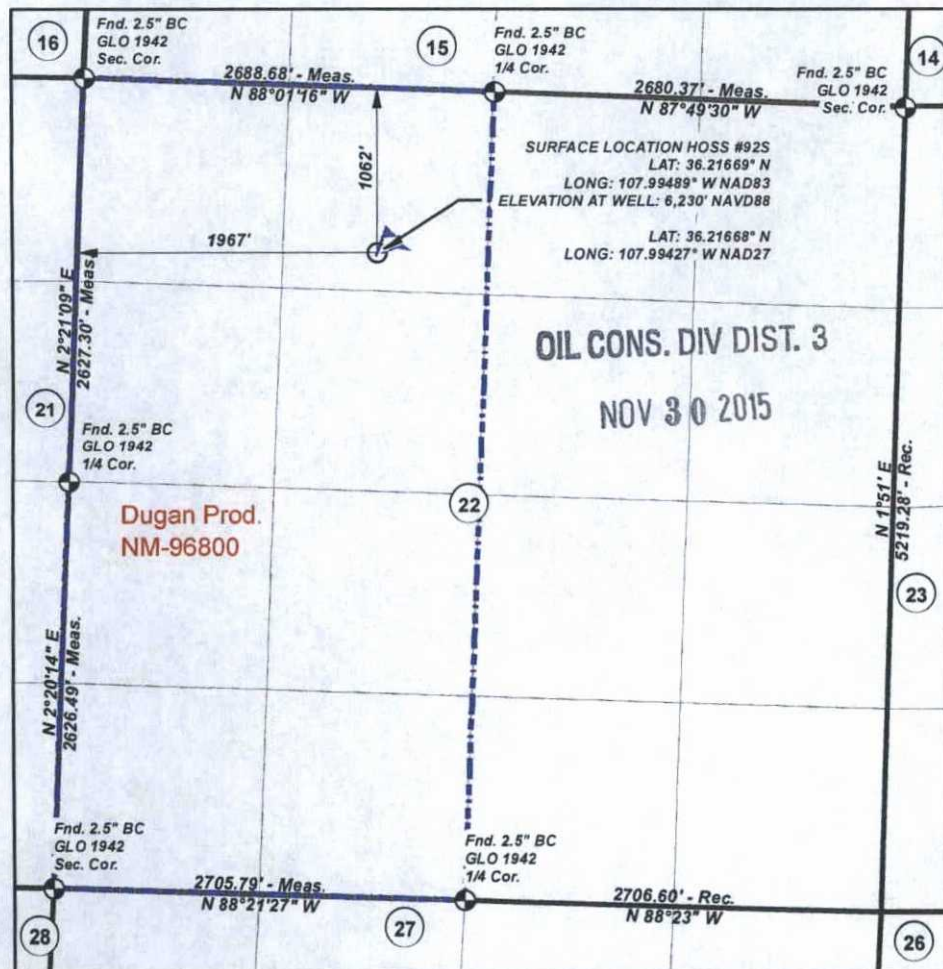 16
Fnd. 2.5" BC
GLO 1942
Sec. Cor.
15
Fnd. 2.5" BC
GLO 1942
1/4 Cor.
14
Fnd. 2.5" BC
GLO 1942
Sec. Cor.
2688.68' - Meas.
N 88°01'16" W
2680.37' - Meas.
N 87°49'30" W
1062'
SURFACE LOCATION HOSS #92S
LAT: 36.21669° N
LONG: 107.99489° W NAD83
ELEVATION AT WELL: 6,230' NAVD88
LAT: 36.21668° N
LONG: 107.99427° W NAD27
1967'
N 2°21'09" E
2627.30' - Meas.
OIL CONS. DIV DIST. 3
NOV 30 2015
21
Fnd. 2.5" BC
GLO 1942
1/4 Cor.
22
Dugan Prod.
NM-96800
N 1°51' E
5219.28' - Rec.
23
N 2°20'14" E
2626.49' - Meas.
Fnd. 2.5" BC
GLO 1942
Sec. Cor.
Fnd. 2.5" BC
GLO 1942
1/4 Cor.
2705.79' - Meas.
N 88°21'27" W
2706.60' - Rec.
N 88°23" W
28
27
26